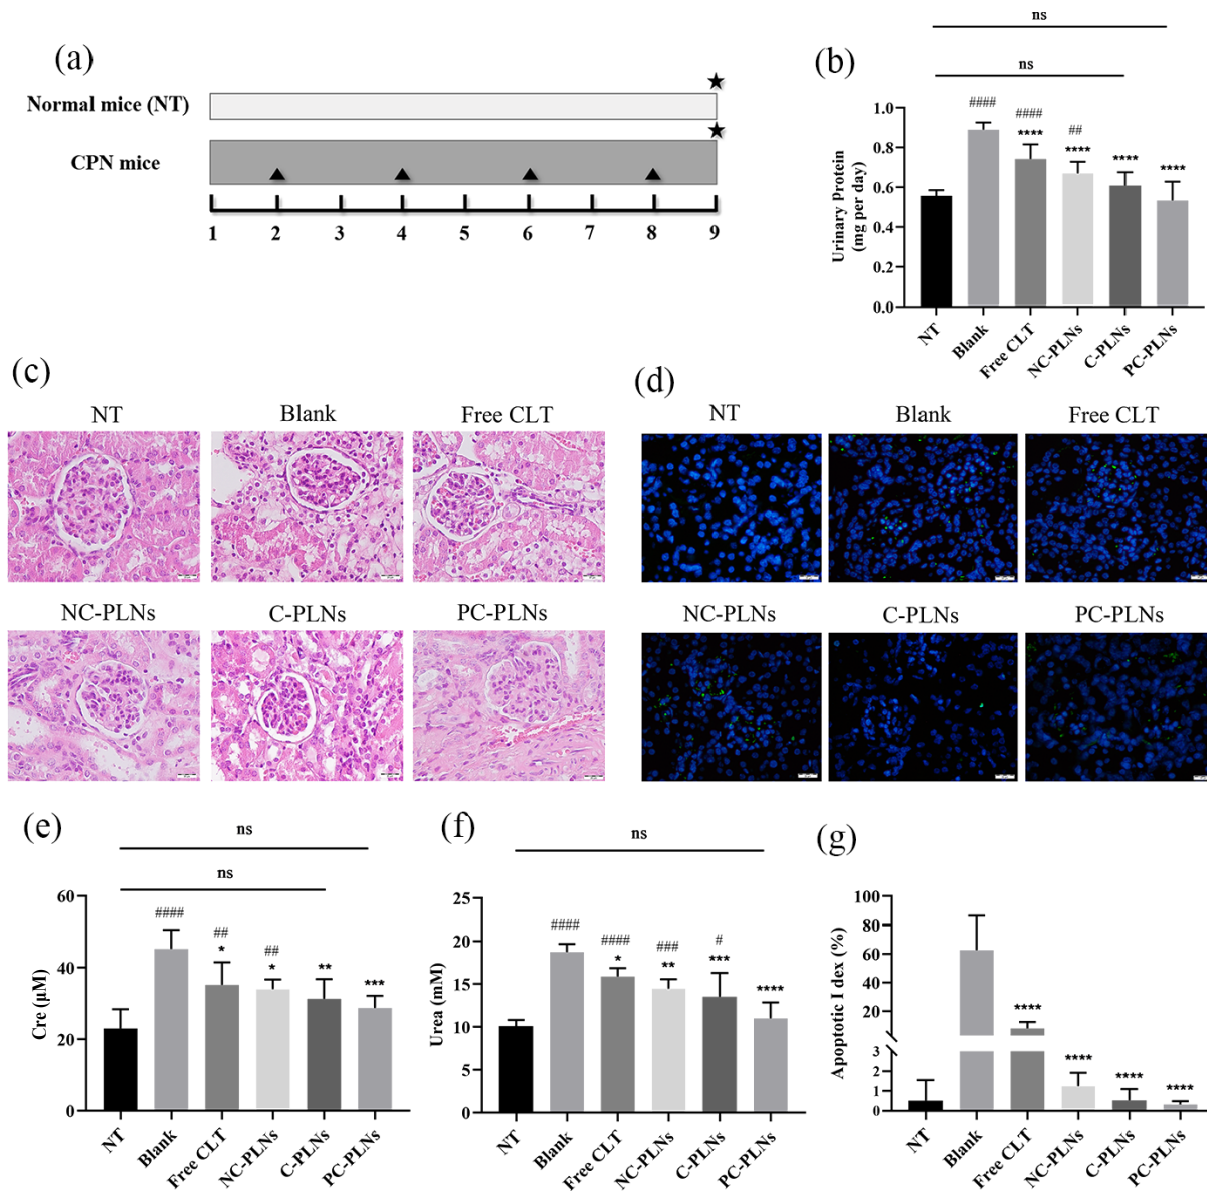 (a)
Normal mice (NT)
CPN mice
1 2 3 4 5 6 7 8 9
(b)
ns
ns
#### #### ##
**** **** **** ****
Urinary Protein
(mg per day)
1.0
0.8
0.6
0.4
0.2
0.0
NT Blank Free CLT NC-PLNs C-PLNs PC-PLNs
(c)
NT Blank Free CLT
NC-PLNs C-PLNs PC-PLNs
(d)
NT Blank Free CLT
NC-PLNs C-PLNs PC-PLNs
(e)
ns
ns
#### ## ##
* * ** ***
Cre (μM)
60
40
20
0
NT Blank Free CLT NC-PLNs C-PLNs PC-PLNs
(f)
ns
#### #### ### #
* ** *** ****
Urea (mM)
25
20
15
10
5
0
NT Blank Free CLT NC-PLNs C-PLNs PC-PLNs
(g)
**** **** **** ****
Apoptotic I dex (%)
100
80
60
40
20
3
2
1
0
NT Blank Free CLT NC-PLNs C-PLNs PC-PLNs